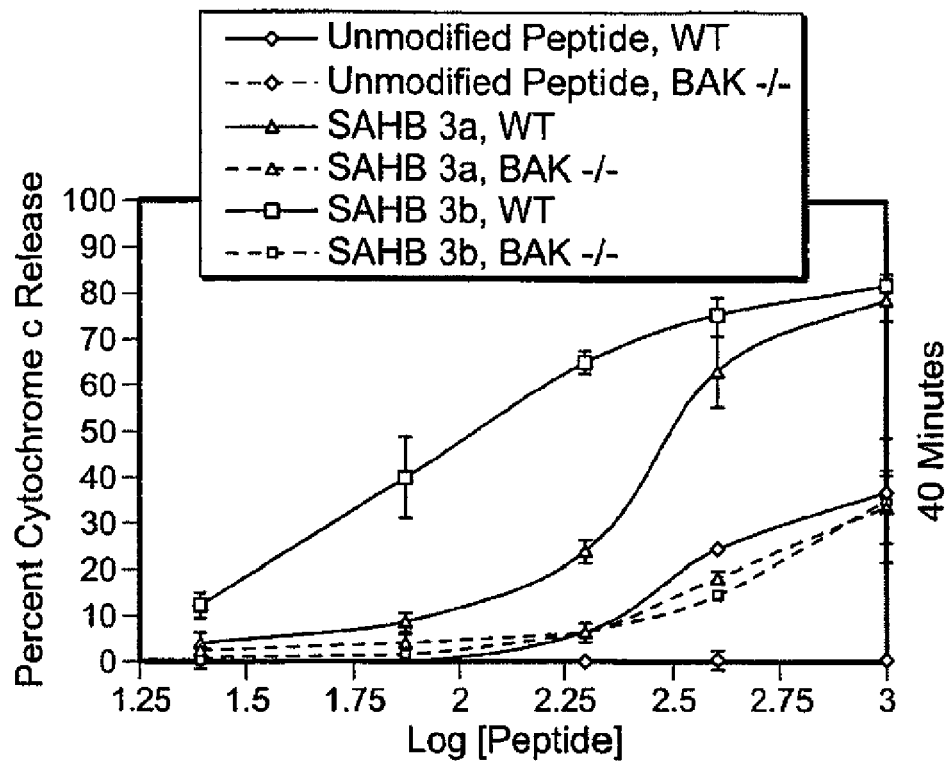 Unmodified Peptide, WT
Unmodified Peptide, BAK -/-
SAHB 3a, WT
SAHB 3a, BAK -/-
SAHB 3b, WT
SAHB 3b, BAK -/-
Percent Cytochrome c Release
100
90
80
70
60
50
40
30
20
10
0
1.25 1.5 1.75 2 2.25 2.5 2.75 3
Log [Peptide]
40 Minutes